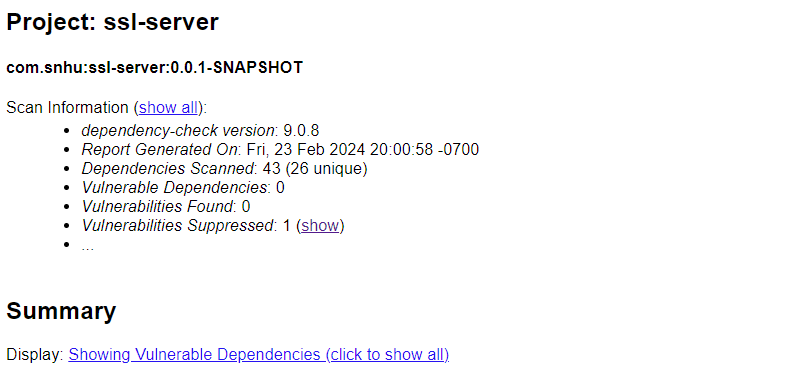 Project: ssl-server
com.snhu:ssl-server:0.0.1-SNAPSHOT
Scan Information (show all):
• dependency-check version: 9.0.8
• Report Generated On: Fri, 23 Feb 2024 20:00:58 -0700
• Dependencies Scanned: 43 (26 unique)
• Vulnerable Dependencies: 0
• Vulnerabilities Found: 0
• Vulnerabilities Suppressed: 1 (show)
• ...
Summary
Display: Showing Vulnerable Dependencies (click to show all)